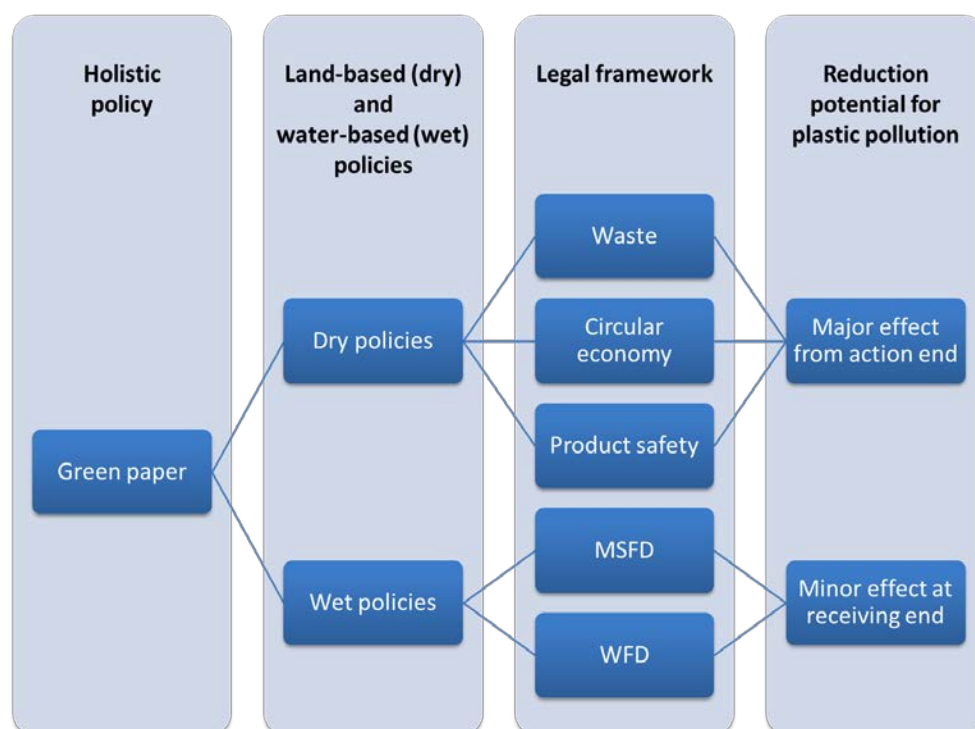 Holistic
policy
Land-based (dry)
and
water-based (wet)
policies
Legal framework
Reduction
potential for
plastic pollution
Green paper
Dry policies
Wet policies
Waste
Circular
economy
Product safety
MSFD
WFD
Major effect
from action end
Minor effect at
receiving end